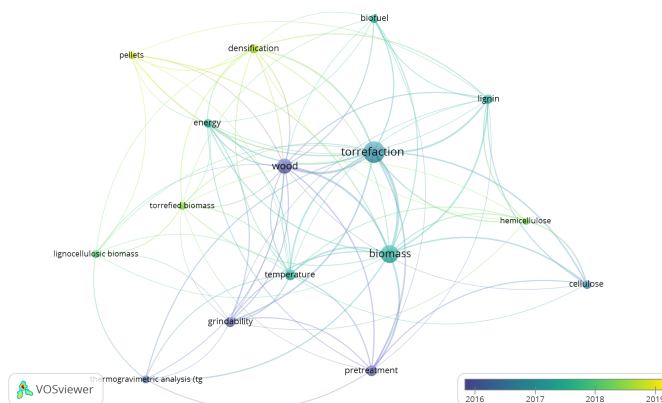 biofuel
densification
pellets
lignin
energy
torrefaction
wood
torrefied biomass
hemicellulose
lignocellulosic biomass
biomass
temperature
cellulose
grindability
pretreatment
thermogravimetric analysis (tg
VOSviewer
2016 2017 2018 2019